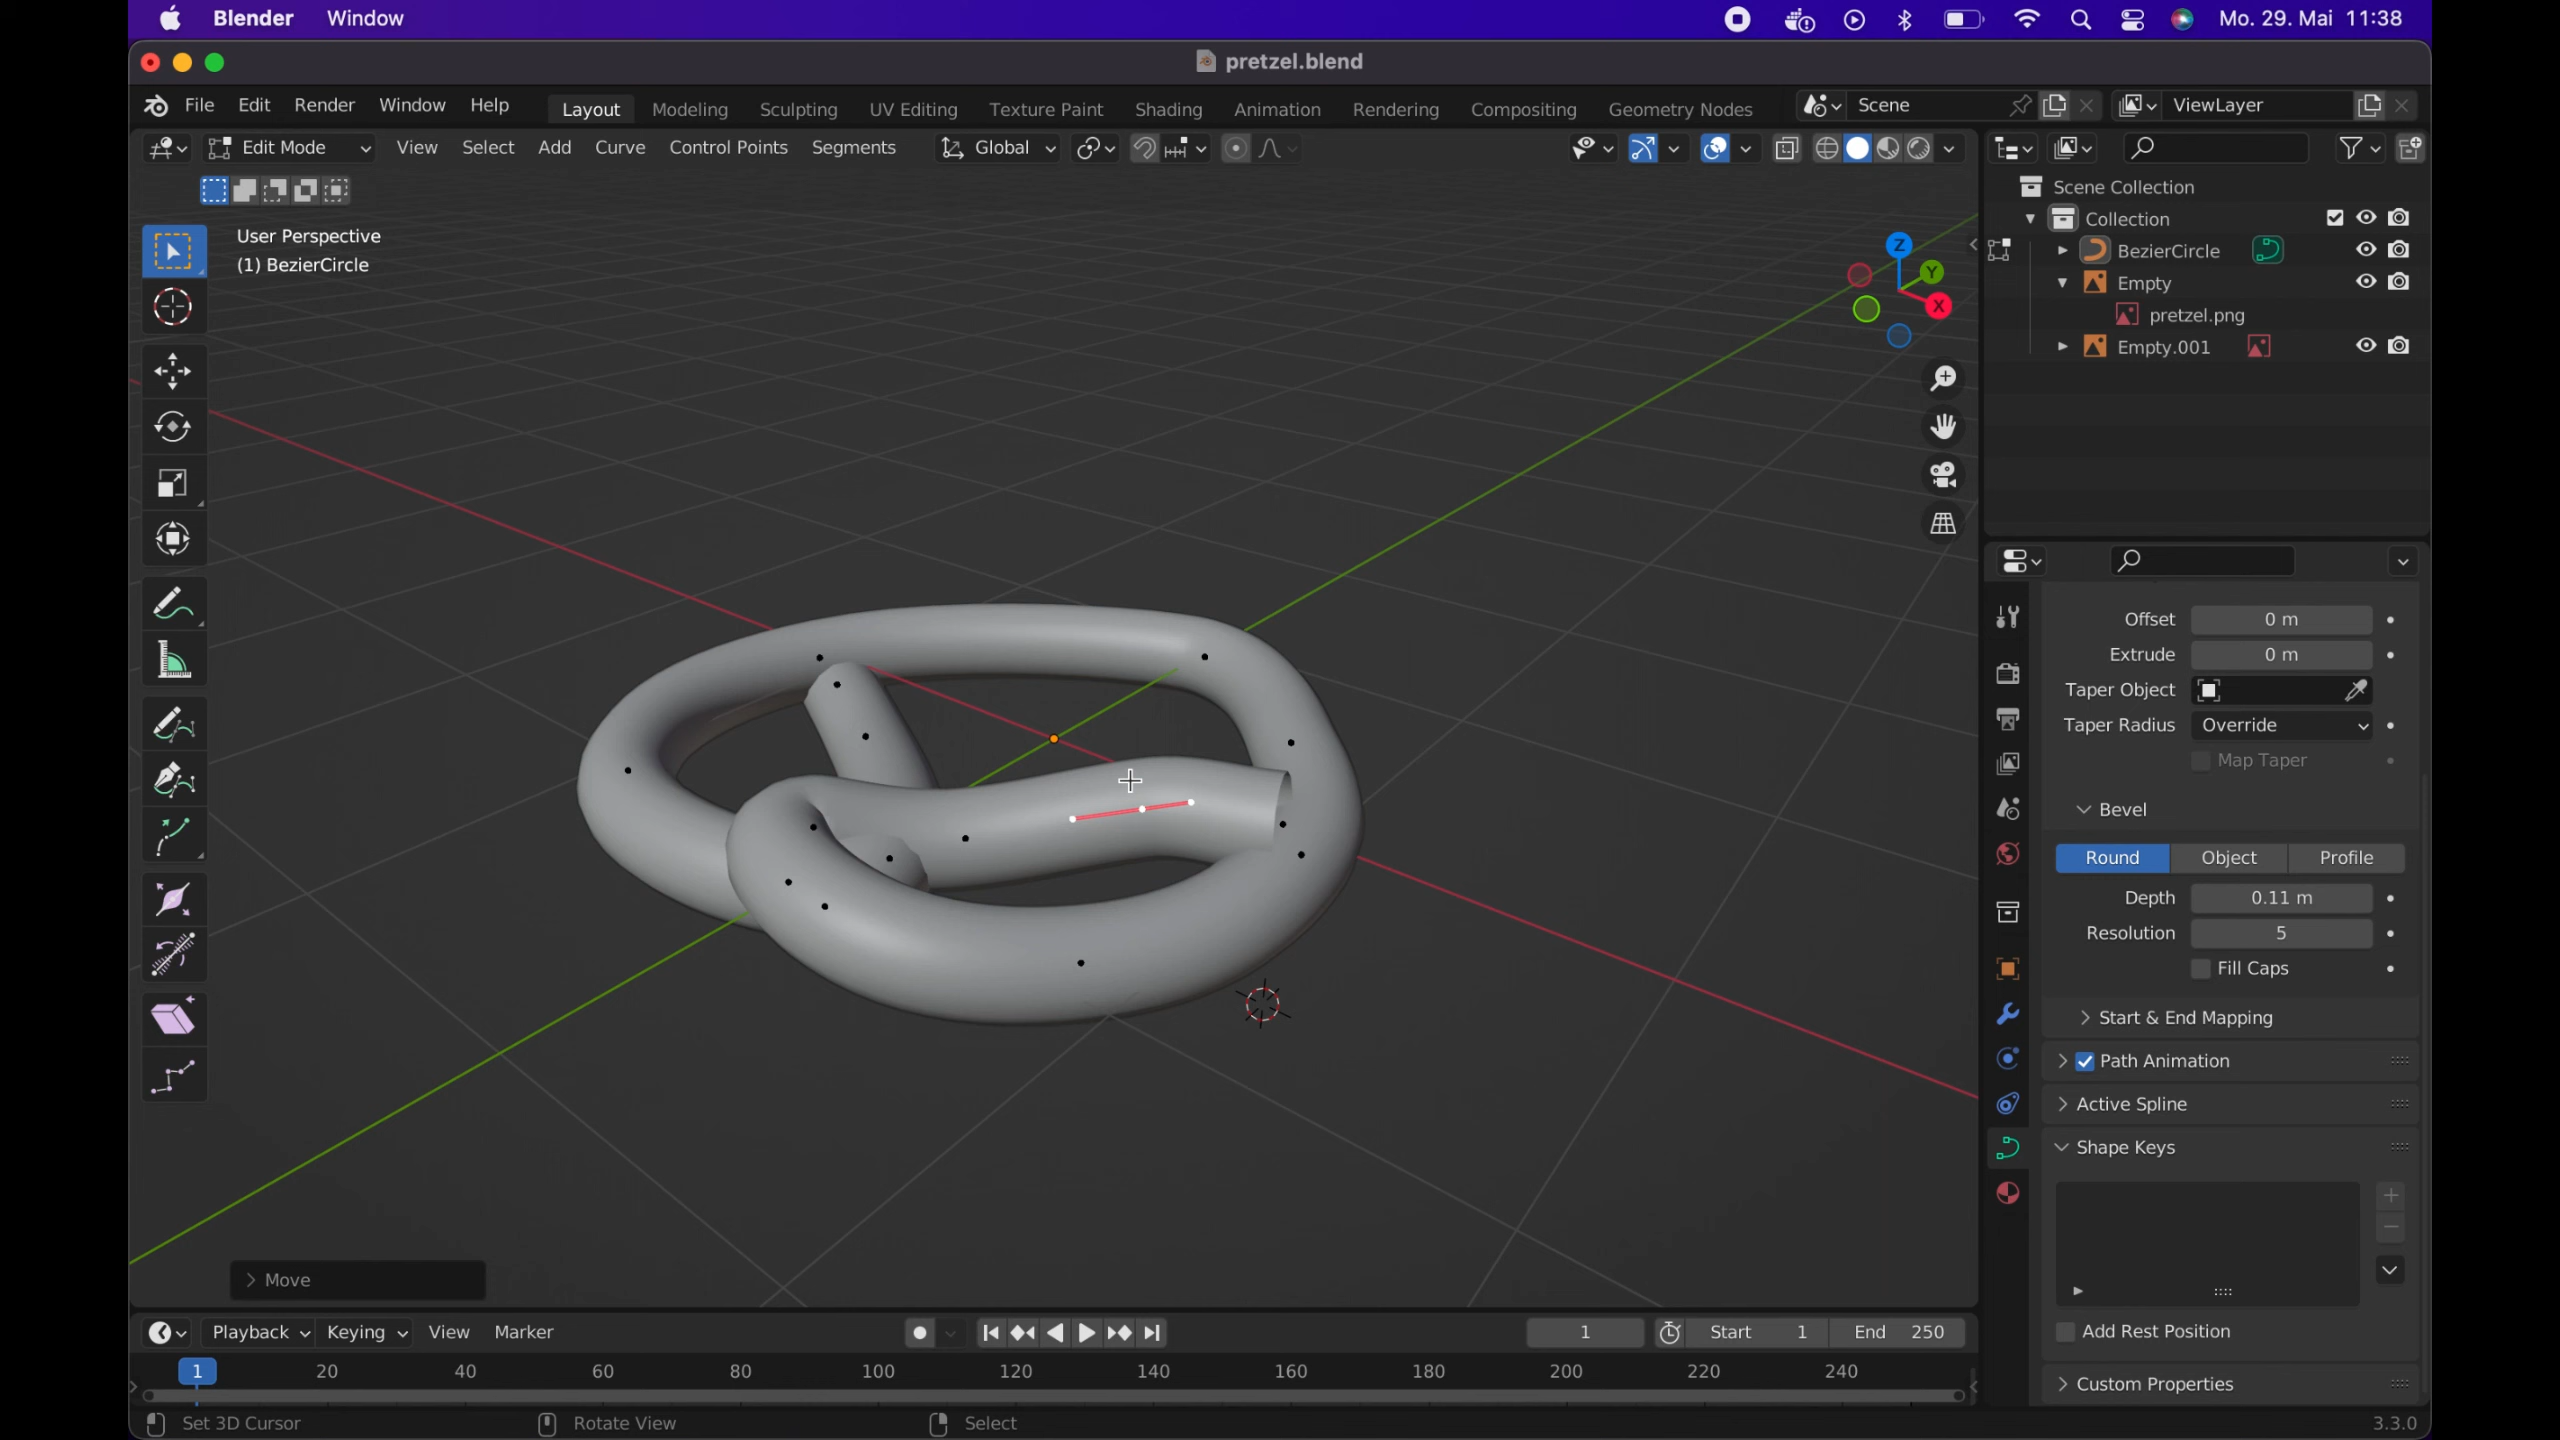 Blender Window Mo. 29. Mai 11:38
pretzel.blend
File Edit Render Window Help Layout Modeling Sculpting UV Editing Texture Paint Shading Animation Rendering Compositing Geometry Nodes Scene ViewLayer
Edit Mode View Select Add Curve Control Points Segments Global
User Perspective
(1) BezierCircle
Z
Y
X
Scene Collection
Collection
BezierCircle
Empty
pretzel.png
Empty.001
Offset 0 m
Extrude 0 m
Taper Object
Taper Radius Override
Map Taper
Bevel
Round Object Profile
Depth 0.11 m
Resolution 5
Fill Caps
Start & End Mapping
Path Animation
Active Spline
Shape Keys
Add Rest Position
Custom Properties
Move
Playback Keying View Marker 1 Start 1 End 250
1 20 40 60 80 100 120 140 160 180 200 220 240
Set 3D Cursor Rotate View Select 3.3.0